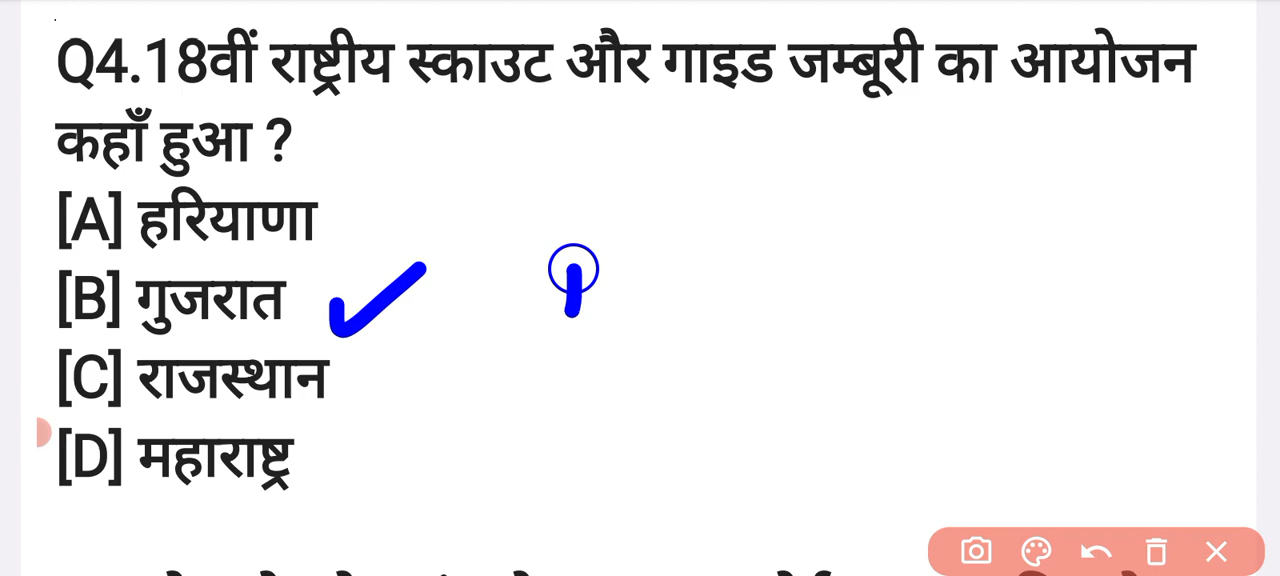 Q4.18वीं राष्ट्रीय स्काउट और गाइड जम्बूरी का आयोजन
कहाँ हुआ ?
[A] हरियाणा
[B] गुजरात
[C] राजस्थान
[D] महाराष्ट्र